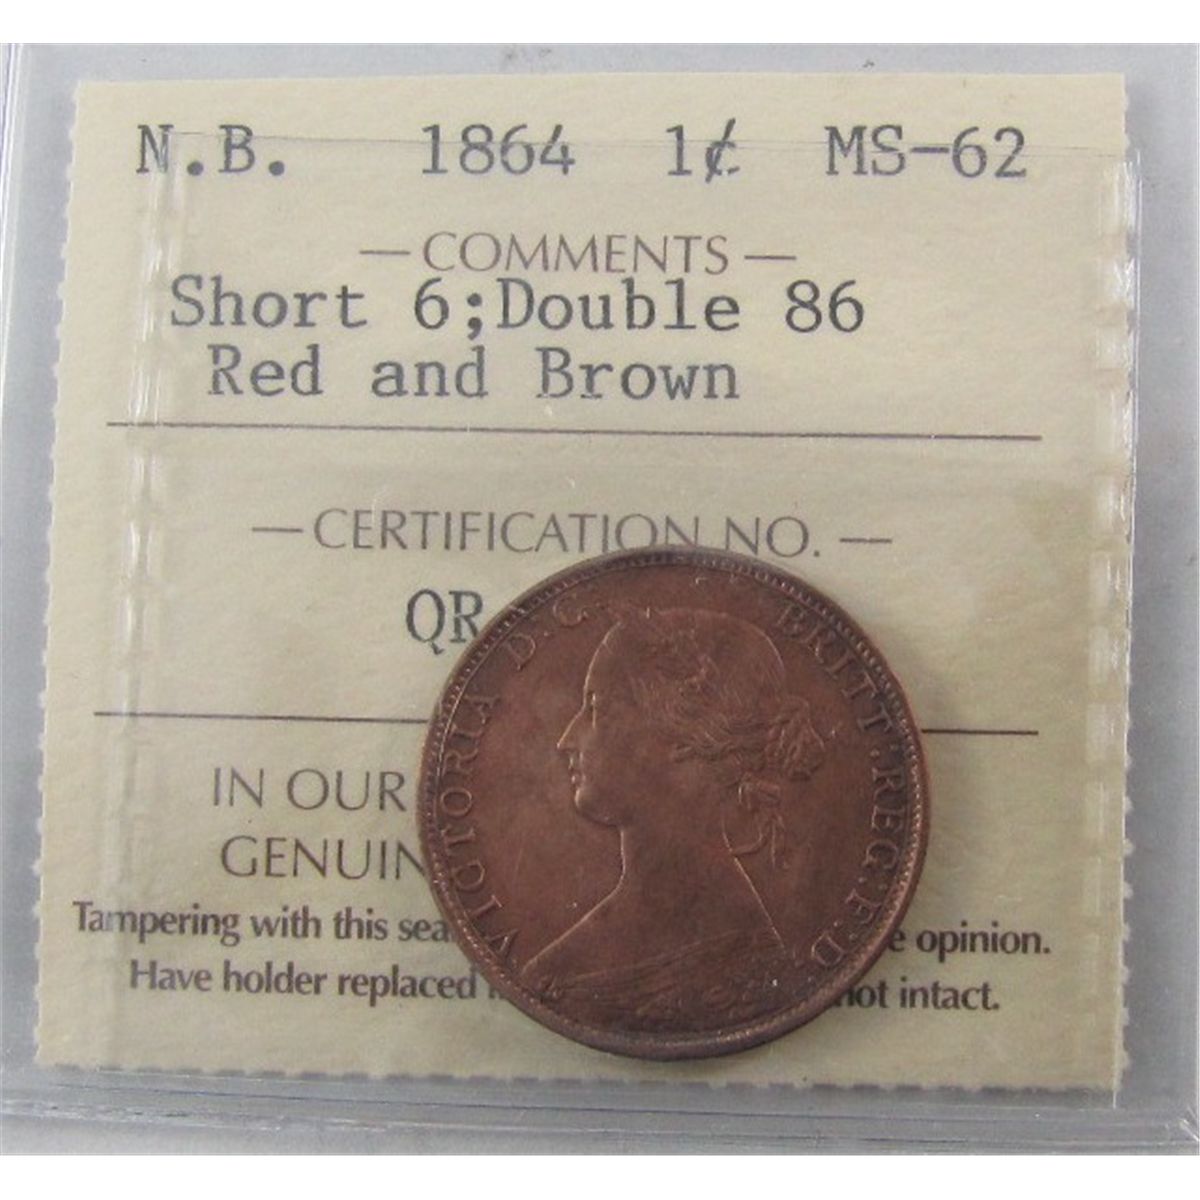 N.B. 1864 1¢ MS-62
— COMMENTS —
Short 6;Double 86
Red and Brown
— CERTIFICATION NO. —
QR
IN OUR
GENUIN
Tampering with this sea e opinion.
Have holder replaced not intact.
VICTORIA D.G. BRITT:REG:F:D